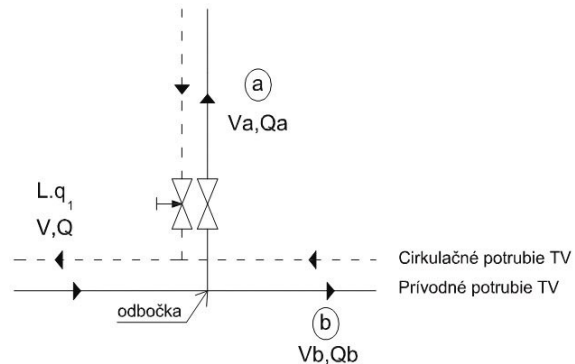 a
Va,Qa
L.q₁
V,Q
Cirkulačné potrubie TV
Prívodné potrubie TV
odbočka
b
Vb,Qb